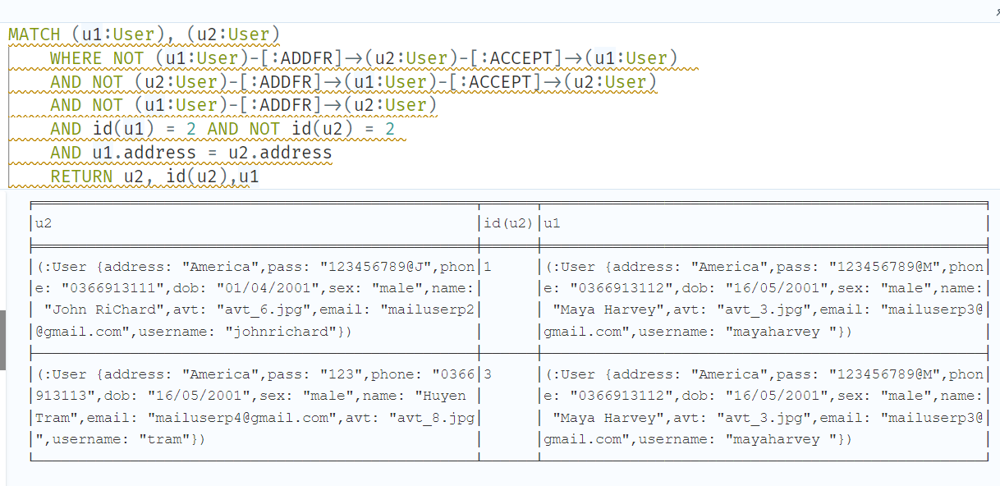 MATCH (u1:User), (u2:User)
WHERE NOT (u1:User)-[:ADDFR]→(u2:User)-[:ACCEPT]→(u1:User)
AND NOT (u2:User)-[:ADDFR]→(u1:User)-[:ACCEPT]→(u2:User)
AND NOT (u1:User)-[:ADDFR]→(u2:User)
AND id(u1) = 2 AND NOT id(u2) = 2
AND u1.address = u2.address
RETURN u2, id(u2),u1
u2 id(u2) u1
(:User {address: "America",pass: "123456789@J",phon 1 (:User {address: "America",pass: "123456789@M",phon
e: "0366913111",dob: "01/04/2001",sex: "male",name: e: "0366913112",dob: "16/05/2001",sex: "male",name:
"John RiChard",avt: "avt_6.jpg",email: "mailuserp2 "Maya Harvey",avt: "avt_3.jpg",email: "mailuserp3@
@gmail.com",username: "johnrichard"}) gmail.com",username: "mayaharvey "})
(:User {address: "America",pass: "123",phone: "0366 3 (:User {address: "America",pass: "123456789@M",phon
913113",dob: "16/05/2001",sex: "male",name: "Huyen e: "0366913112",dob: "16/05/2001",sex: "male",name:
Tram",email: "mailuserp4@gmail.com",avt: "avt_8.jpg "Maya Harvey",avt: "avt_3.jpg",email: "mailuserp3@
",username: "tram"}) gmail.com",username: "mayaharvey "})